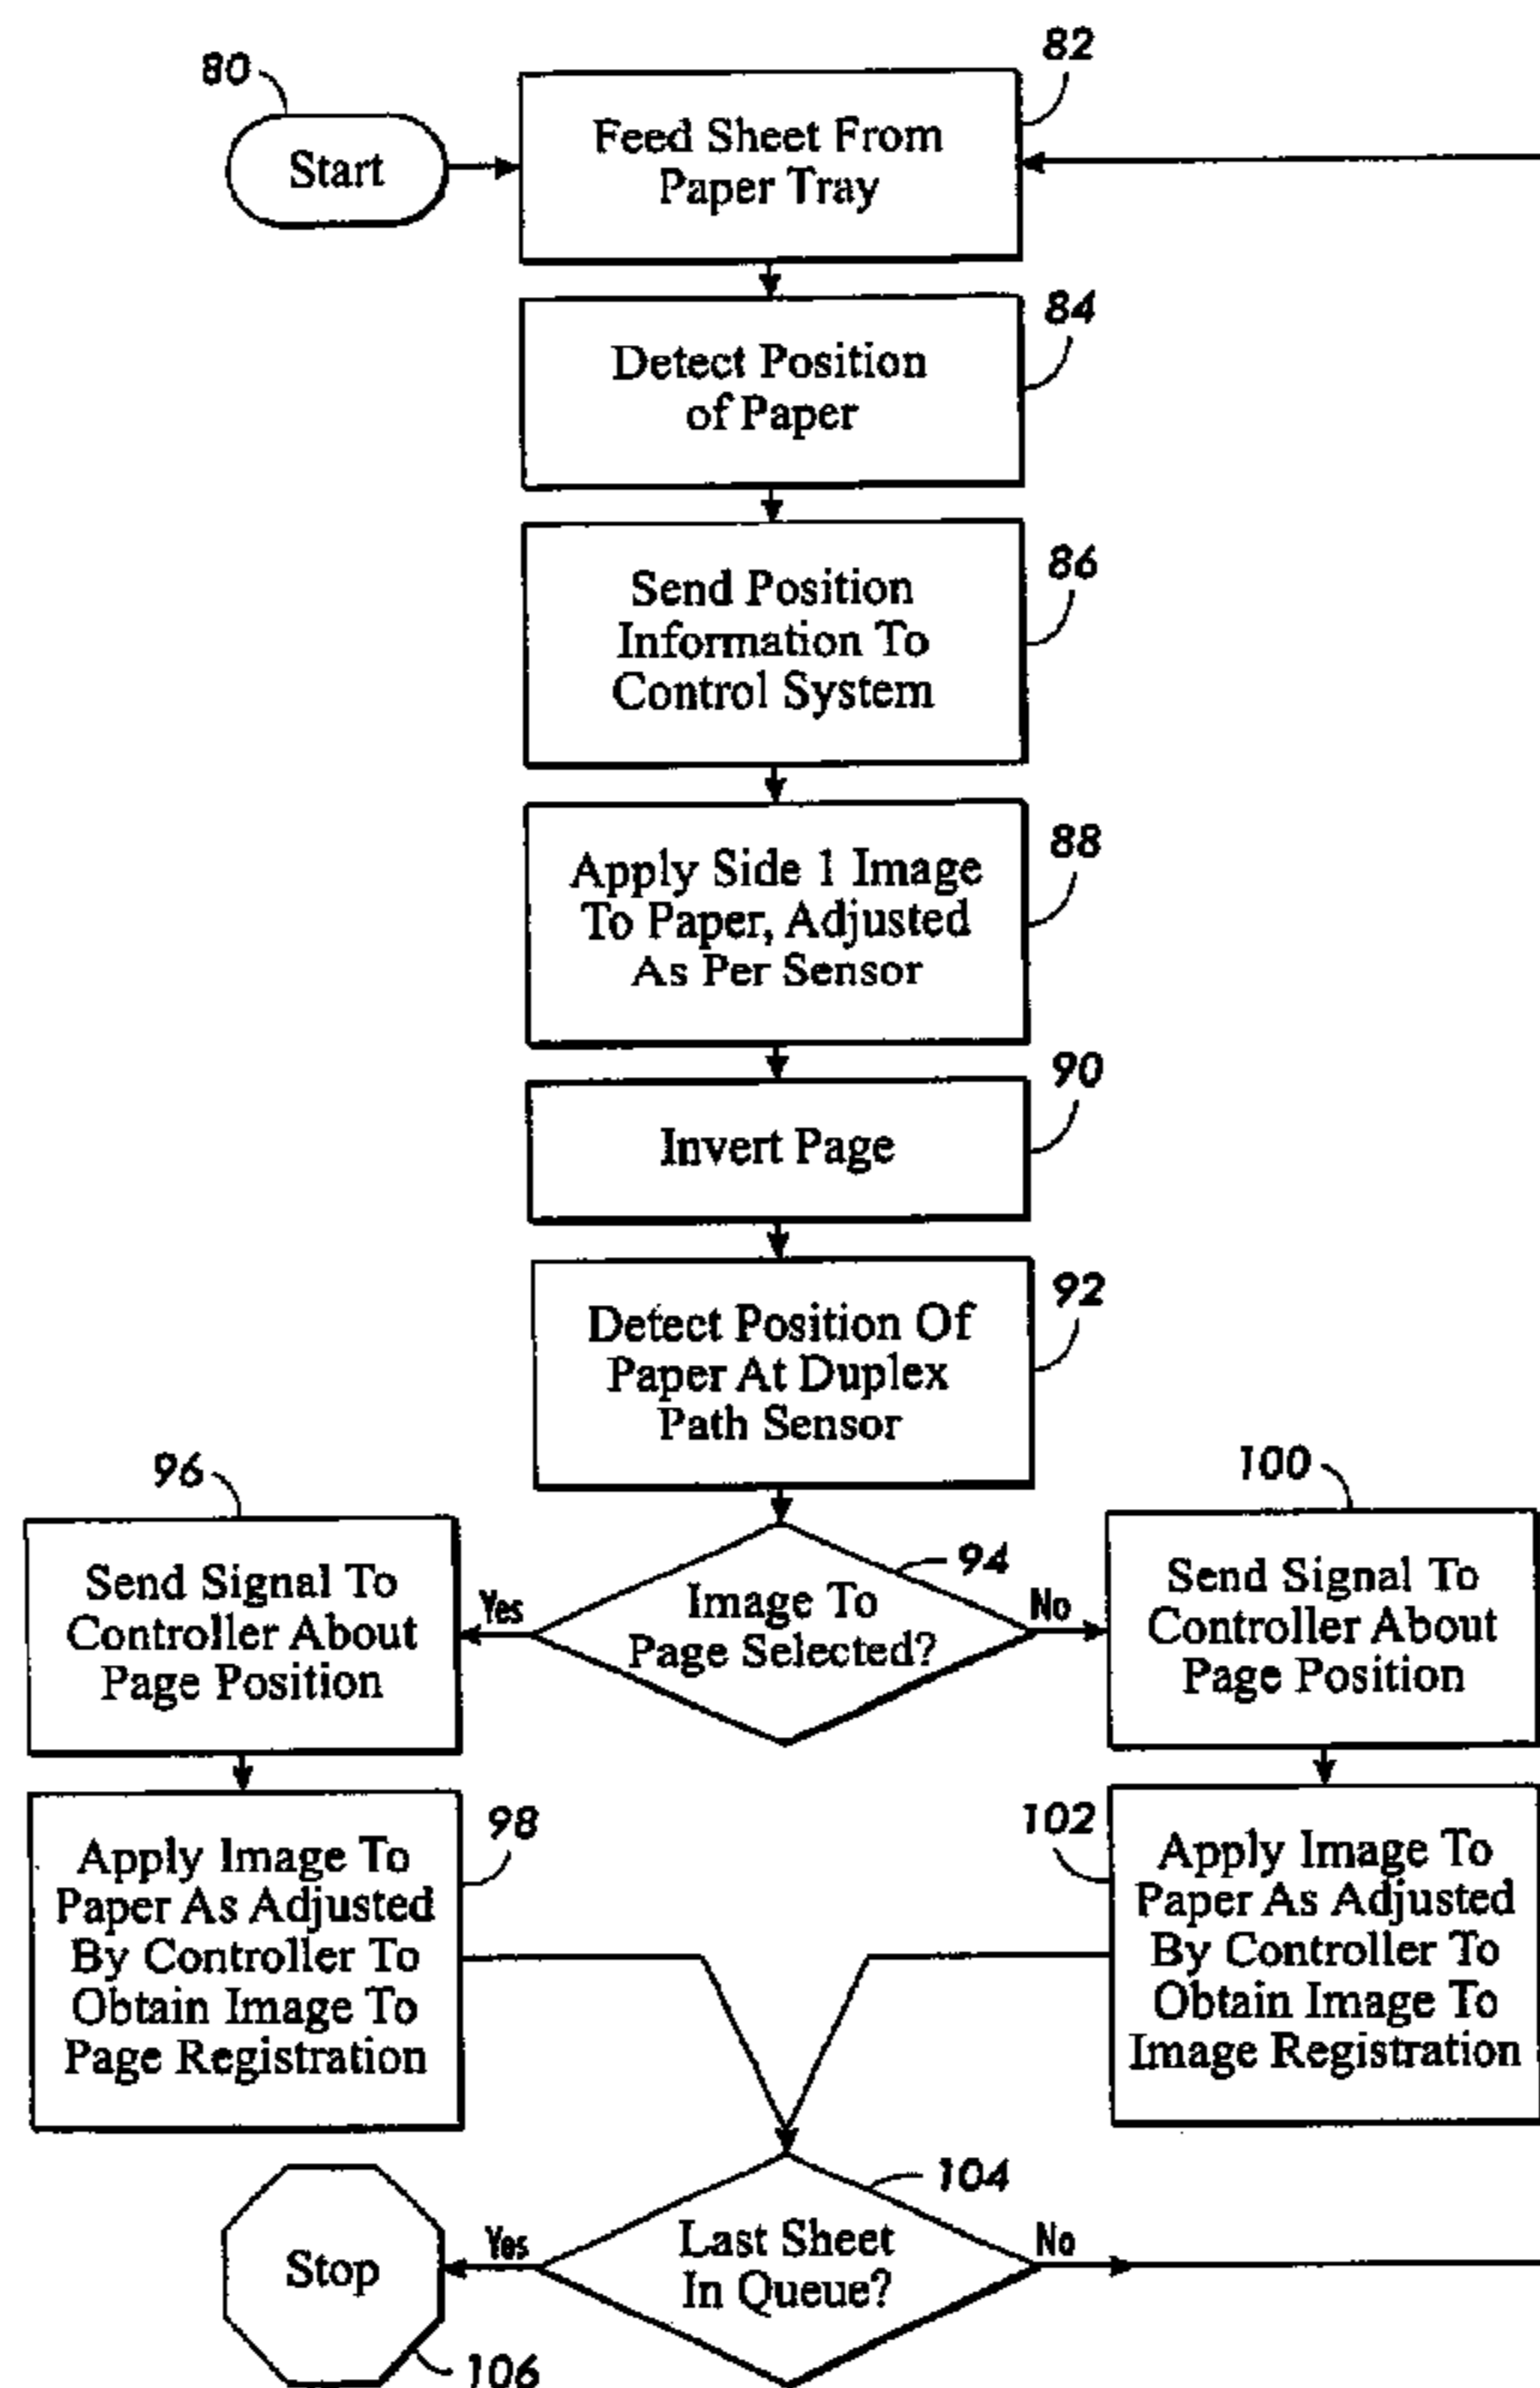 80
Start
82
Feed Sheet From
Paper Tray
84
Detect Position
of Paper
86
Send Position
Information To
Control System
88
Apply Side 1 Image
To Paper, Adjusted
As Per Sensor
90
Invert Page
92
Detect Position Of
Paper At Duplex
Path Sensor
94
Image To
Page Selected?
Yes
No
96
Send Signal To
Controller About
Page Position
100
Send Signal To
Controller About
Page Position
98
Apply Image To
Paper As Adjusted
By Controller To
Obtain Image To
Page Registration
102
Apply Image To
Paper As Adjusted
By Controller To
Obtain Image To
Image Registration
104
Last Sheet
In Queue?
Yes
No
Stop
106